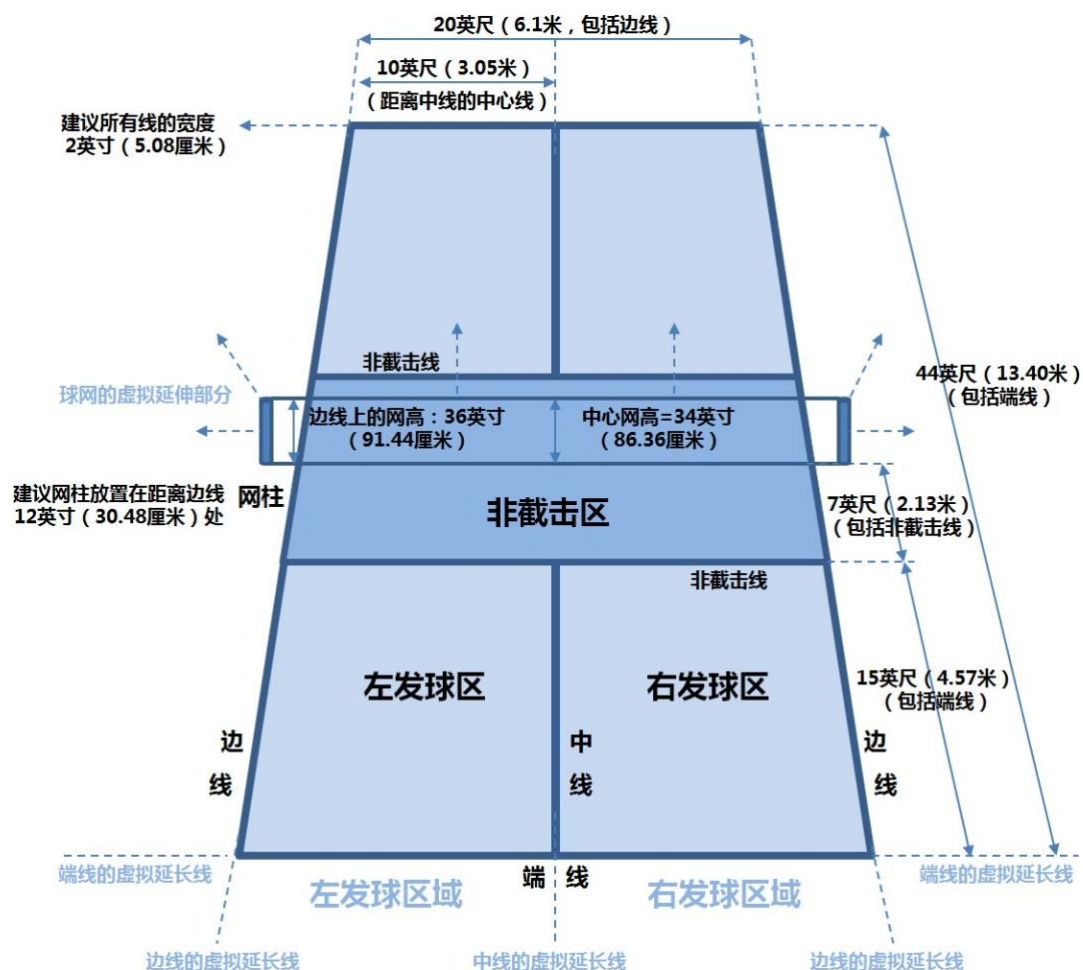 20英尺（6.1米，包括边线）
10英尺（3.05米）
（距离中线的中心线）
建议所有线的宽度
2英寸（5.08厘米）
非截击线
球网的虚拟延伸部分
44英尺（13.40米）
（包括端线）
边线上的网高：36英寸
（91.44厘米）
中心网高=34英寸
（86.36厘米）
建议网柱放置在距离边线
12英寸（30.48厘米）处
网柱
非截击区
7英尺（2.13米）
（包括非截击线）
非截击线
左发球区
右发球区
15英尺（4.57米）
（包括端线）
边
线
中
线
边
线
端线的虚拟延长线
端 线
端线的虚拟延长线
左发球区域
右发球区域
边线的虚拟延长线
中线的虚拟延长线
边线的虚拟延长线